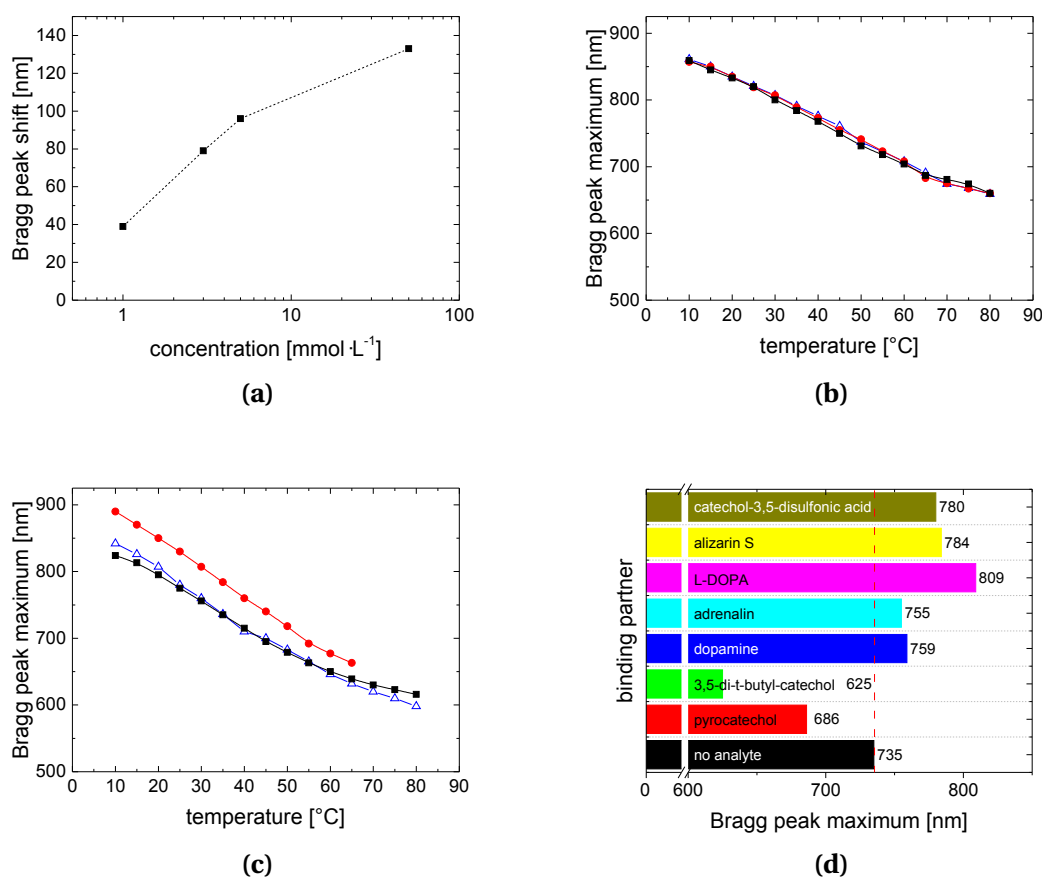 140
120
100
80
60
40
20
0
Bragg peak shift [nm]
1 10 100
concentration [mmol·L⁻¹]
(a)
900
800
700
600
500
Bragg peak maximum [nm]
0 10 20 30 40 50 60 70 80 90
temperature [°C]
(b)
900
800
700
600
500
Bragg peak maximum [nm]
0 10 20 30 40 50 60 70 80 90
temperature [°C]
(c)
binding partner
catechol-3,5-disulfonic acid 780
alizarin S 784
L-DOPA 809
adrenalin 755
dopamine 759
3,5-di-t-butyl-catechol 625
pyrocatechol 686
no analyte 735
0 600 700 800
Bragg peak maximum [nm]
(d)